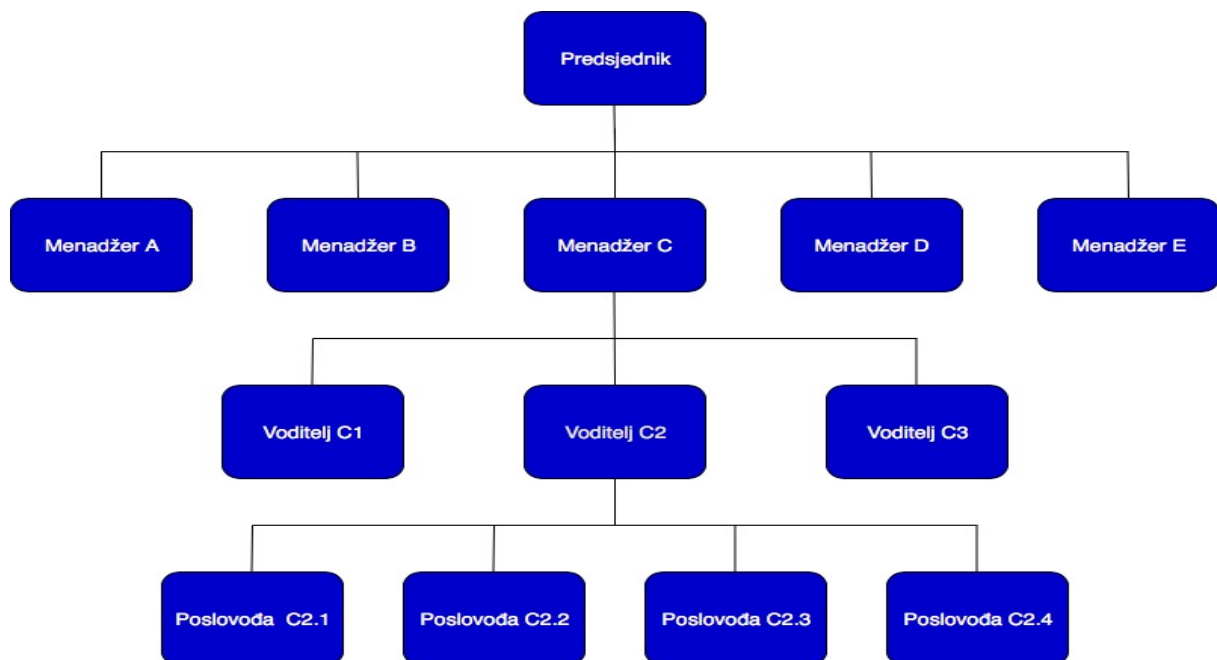 Predsjednik
Menadžer A
Menadžer B
Menadžer C
Menadžer D
Menadžer E
Voditelj C1
Voditelj C2
Voditelj C3
Poslovođa  C2.1
Poslovođa C2.2
Poslovođa C2.3
Poslovođa C2.4